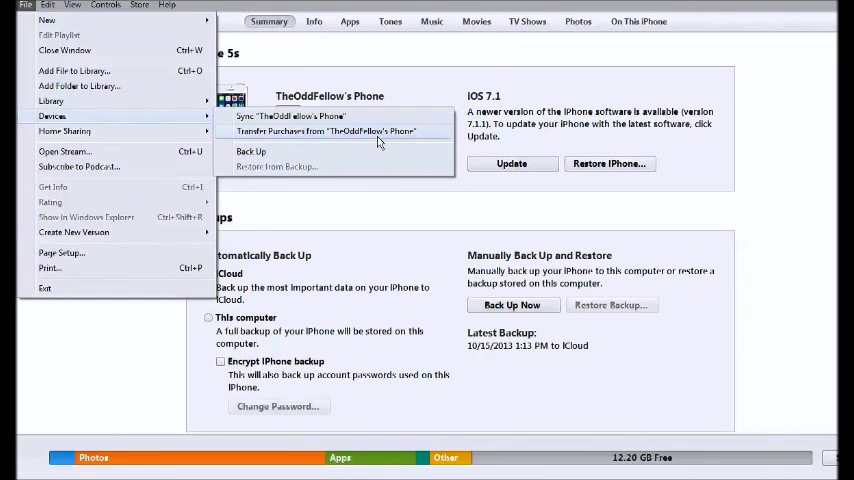 File Edit View Controls Store Help
Summary Info Apps Tones Music Movies TV Shows Photos On This iPhone
New
Edit Playlist
Close Window Ctrl+W
Add File to Library... Ctrl+O
Add Folder to Library...
Library
Devices
Home Sharing
Open Stream... Ctrl+U
Subscribe to Podcast...
Get Info Ctrl+I
Rating
Show in Windows Explorer Ctrl+Shift+R
Create New Version
Page Setup...
Print... Ctrl+P
Exit
Sync "TheOddFellow's Phone"
Transfer Purchases from "TheOddFellow's Phone"
Back Up
Restore from Backup...
e 5s
TheOddFellow's Phone
iOS 7.1
A newer version of the iPhone software is available (version
7.1.1). To update your iPhone with the latest software, click
Update.
Update Restore iPhone...
ups
utomatically Back Up
Cloud
Back up the most important data on your iPhone to
iCloud.
This computer
A full backup of your iPhone will be stored on this
computer.
Encrypt iPhone backup
This will also back up account passwords used on this
iPhone.
Change Password...
Manually Back Up and Restore
Manually back up your iPhone to this computer or restore a
backup stored on this computer.
Back Up Now Restore Backup...
Latest Backup:
10/15/2013 1:13 PM to iCloud
Photos Apps Other 12.20 GB Free